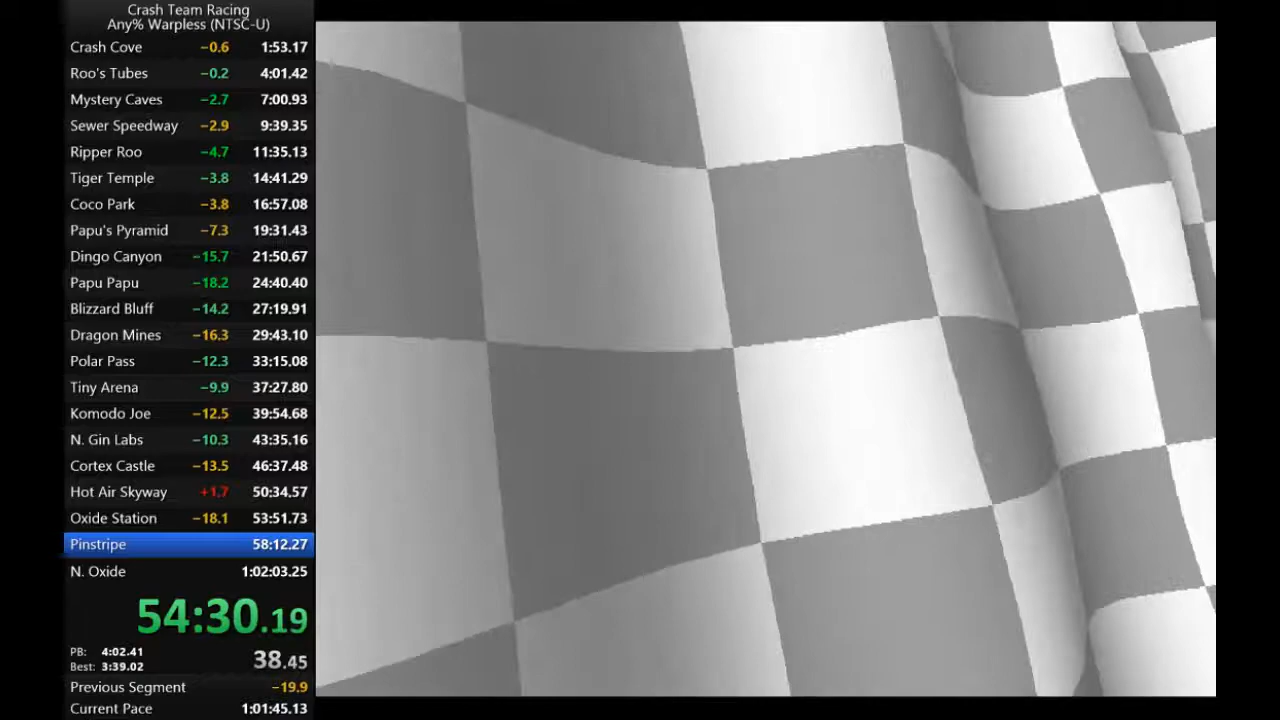 Crash Team Racing
Any% Warpless (NTSC-U)
Crash Cove −0.6 1:53.17
Roo's Tubes −0.2 4:01.42
Mystery Caves −2.7 7:00.93
Sewer Speedway −2.9 9:39.35
Ripper Roo −4.7 11:35.13
Tiger Temple −3.8 14:41.29
Coco Park −3.8 16:57.08
Papu's Pyramid −7.3 19:31.43
Dingo Canyon −15.7 21:50.67
Papu Papu −18.2 24:40.40
Blizzard Bluff −14.2 27:19.91
Dragon Mines −16.3 29:43.10
Polar Pass −12.3 33:15.08
Tiny Arena −9.9 37:27.80
Komodo Joe −12.5 39:54.68
N. Gin Labs −10.3 43:35.16
Cortex Castle −13.5 46:37.48
Hot Air Skyway +1.7 50:34.57
Oxide Station −18.1 53:51.73
Pinstripe 58:12.27
N. Oxide 1:02:03.25
54:30.19
PB: 4:02.41
Best: 3:39.02
38.45
Previous Segment −19.9
Current Pace 1:01:45.13